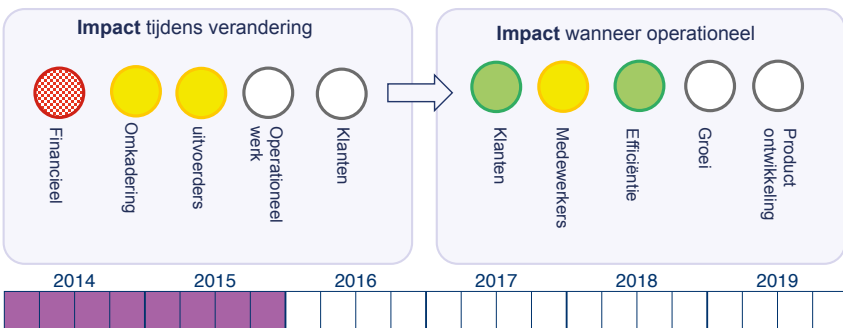 Impact tijdens verandering
Financieel
Omkadering
uitvoerders
Operationeel
werk
Klanten
Impact wanneer operationeel
Klanten
Medewerkers
Efficiëntie
Groei
Product
ontwikkeling
2014 2015 2016 2017 2018 2019